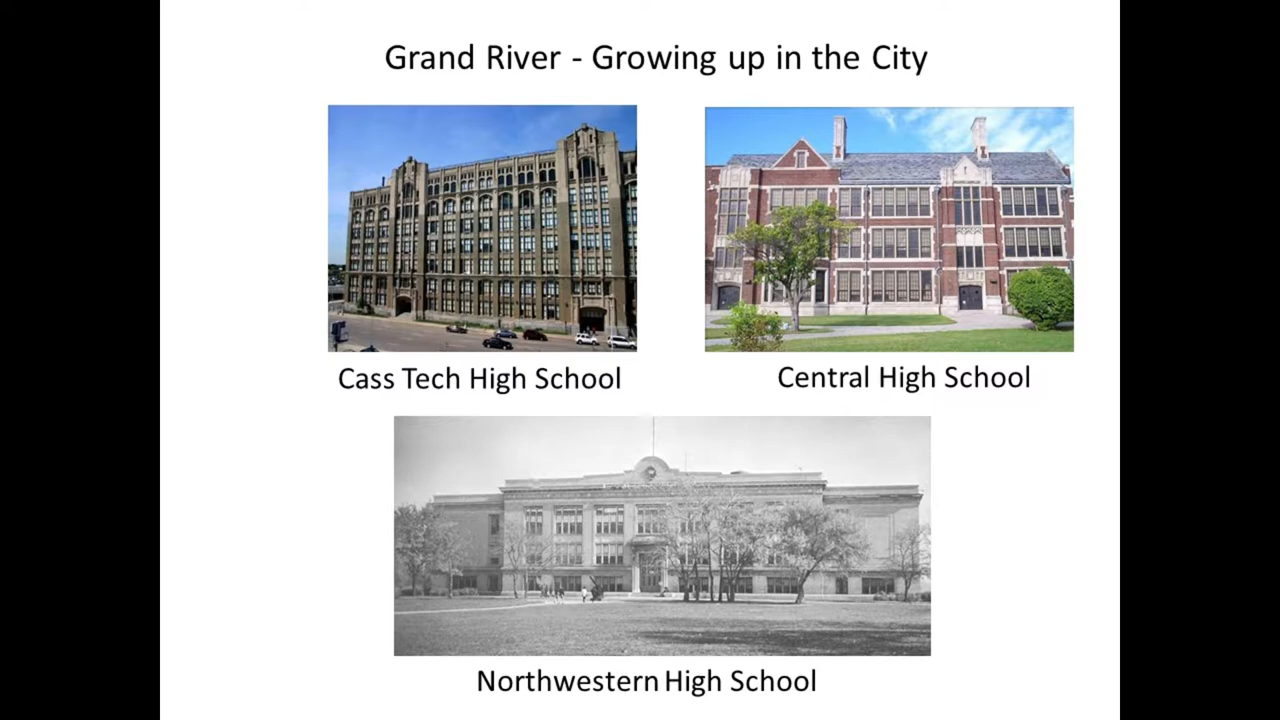 Grand River - Growing up in the City
Cass Tech High School
Central High School
Northwestern High School